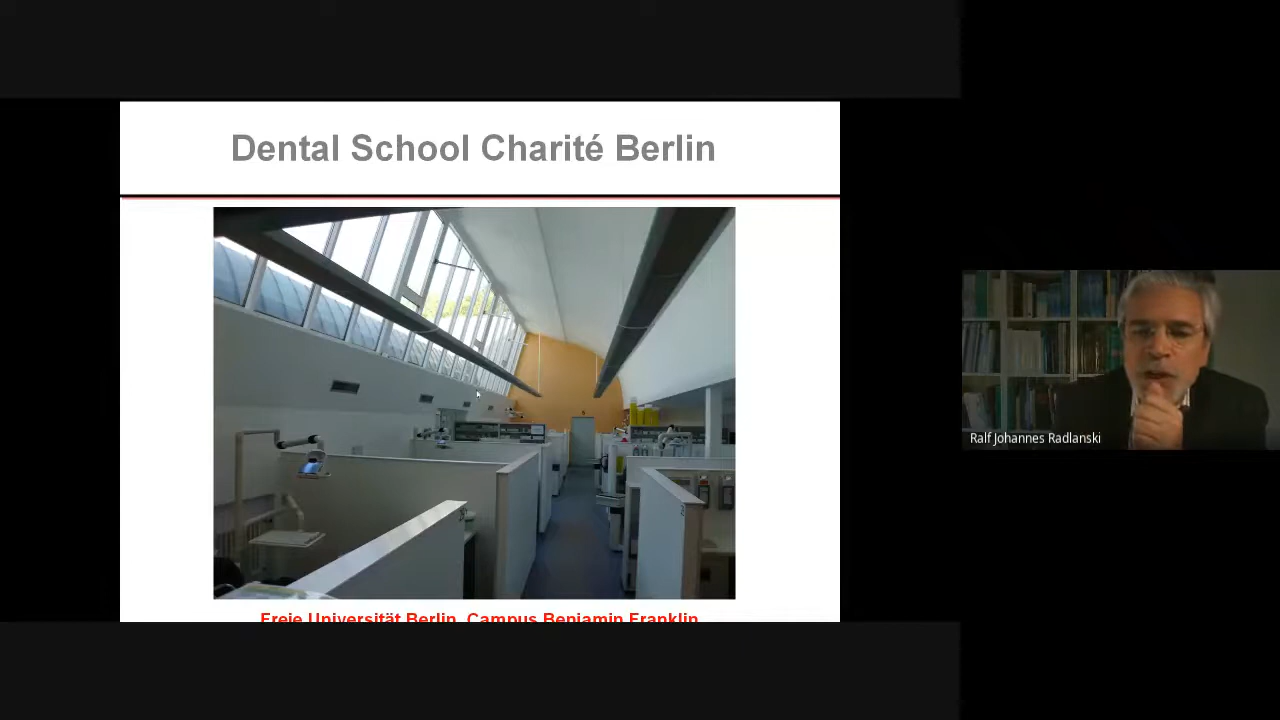 Dental School Charité Berlin
Ralf Johannes Radlanski
Freie Universität Berlin, Campus Benjamin Franklin